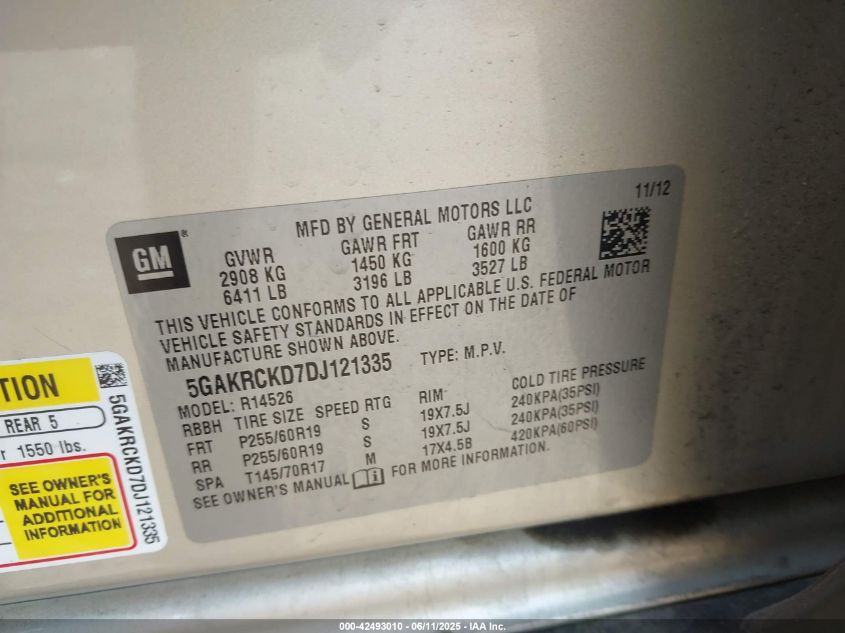 11/12
MFD BY GENERAL MOTORS LLC
GM®
GVWR GAWR FRT GAWR RR
2908 KG 1450 KG 1600 KG
6411 LB 3196 LB 3527 LB
THIS VEHICLE CONFORMS TO ALL APPLICABLE U.S. FEDERAL MOTOR
VEHICLE SAFETY STANDARDS IN EFFECT ON THE DATE OF
MANUFACTURE SHOWN ABOVE.
5GAKRCKD7DJ121335 TYPE: M.P.V.
MODEL: R14526
RBBH TIRE SIZE SPEED RTG RIM COLD TIRE PRESSURE
FRT P255/60R19 S 19X7.5J 240KPA(35PSI)
RR P255/60R19 S 19X7.5J 240KPA(35PSI)
SPA T145/70R17 M 17X4.5B 420KPA(60PSI)
SEE OWNER'S MANUAL FOR MORE INFORMATION.
REAR 5
1550 lbs.
SEE OWNER'S
MANUAL FOR
ADDITIONAL
INFORMATION
5GAKRCKD7DJ121335
000-42493010 - 06/11/2025 - IAA Inc.